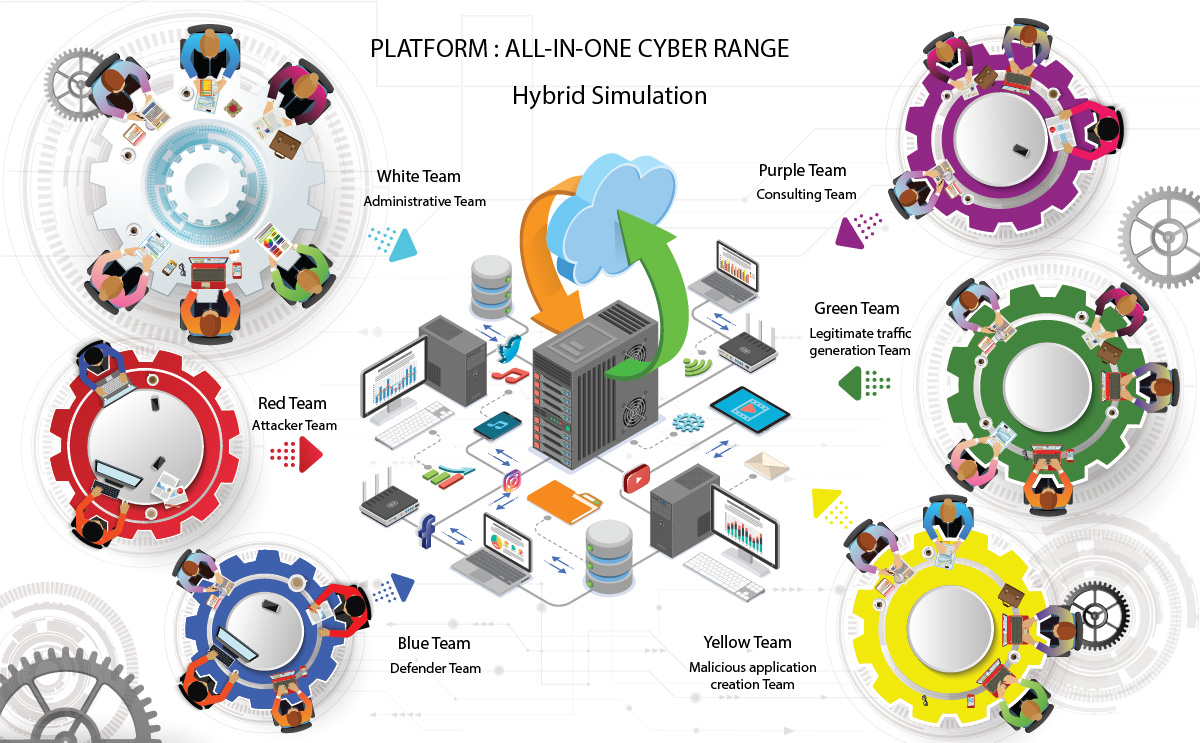 PLATFORM : ALL-IN-ONE CYBER RANGE
Hybrid Simulation
White Team
Administrative Team
Purple Team
Consulting Team
Green Team
Legitimate traffic
generation Team
Red Team
Attacker Team
Blue Team
Defender Team
Yellow Team
Malicious application
creation Team